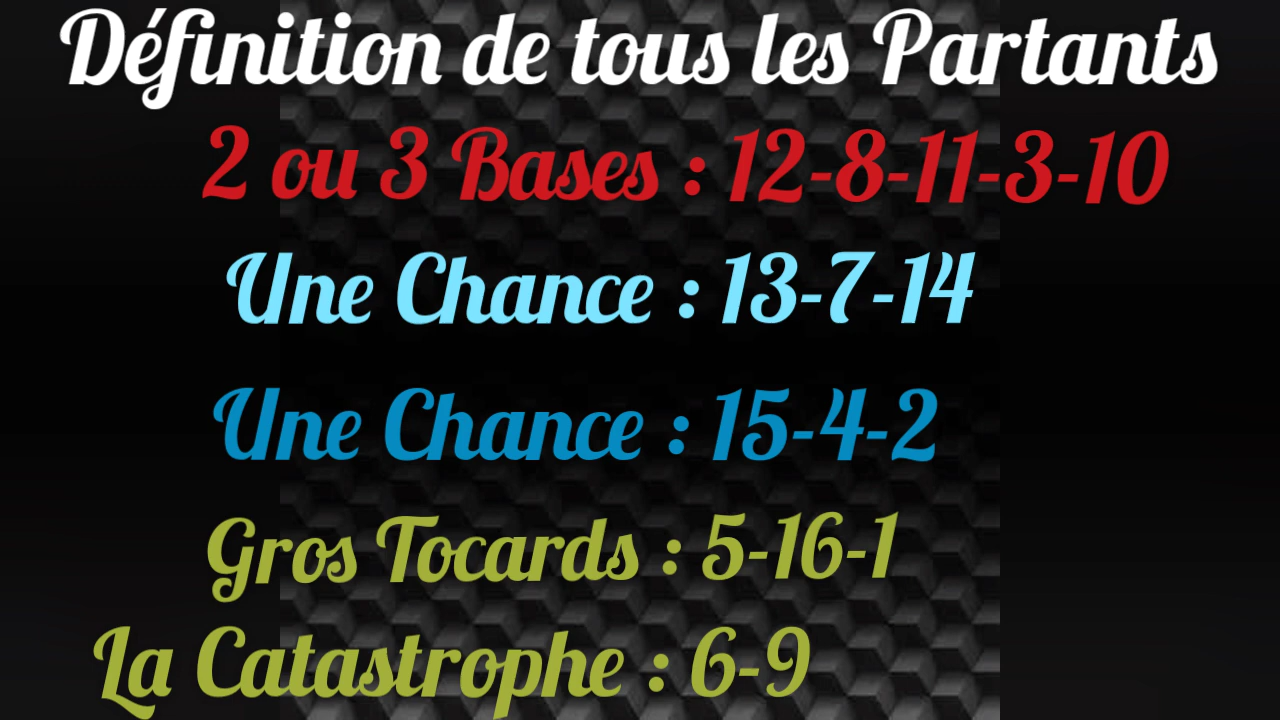 Définition de tous les Partants
2 ou 3 Bases : 12-8-11-3-10
Une Chance : 13-7-14
Une Chance : 15-4-2
Gros Tocards : 5-16-1
La Catastrophe : 6-9